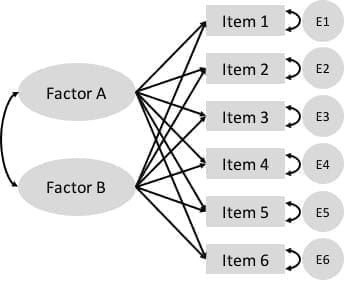 Item 1
E1
Item 2
E2
Factor A
Item 3
E3
Item 4
E4
Factor B
Item 5
E5
Item 6
E6